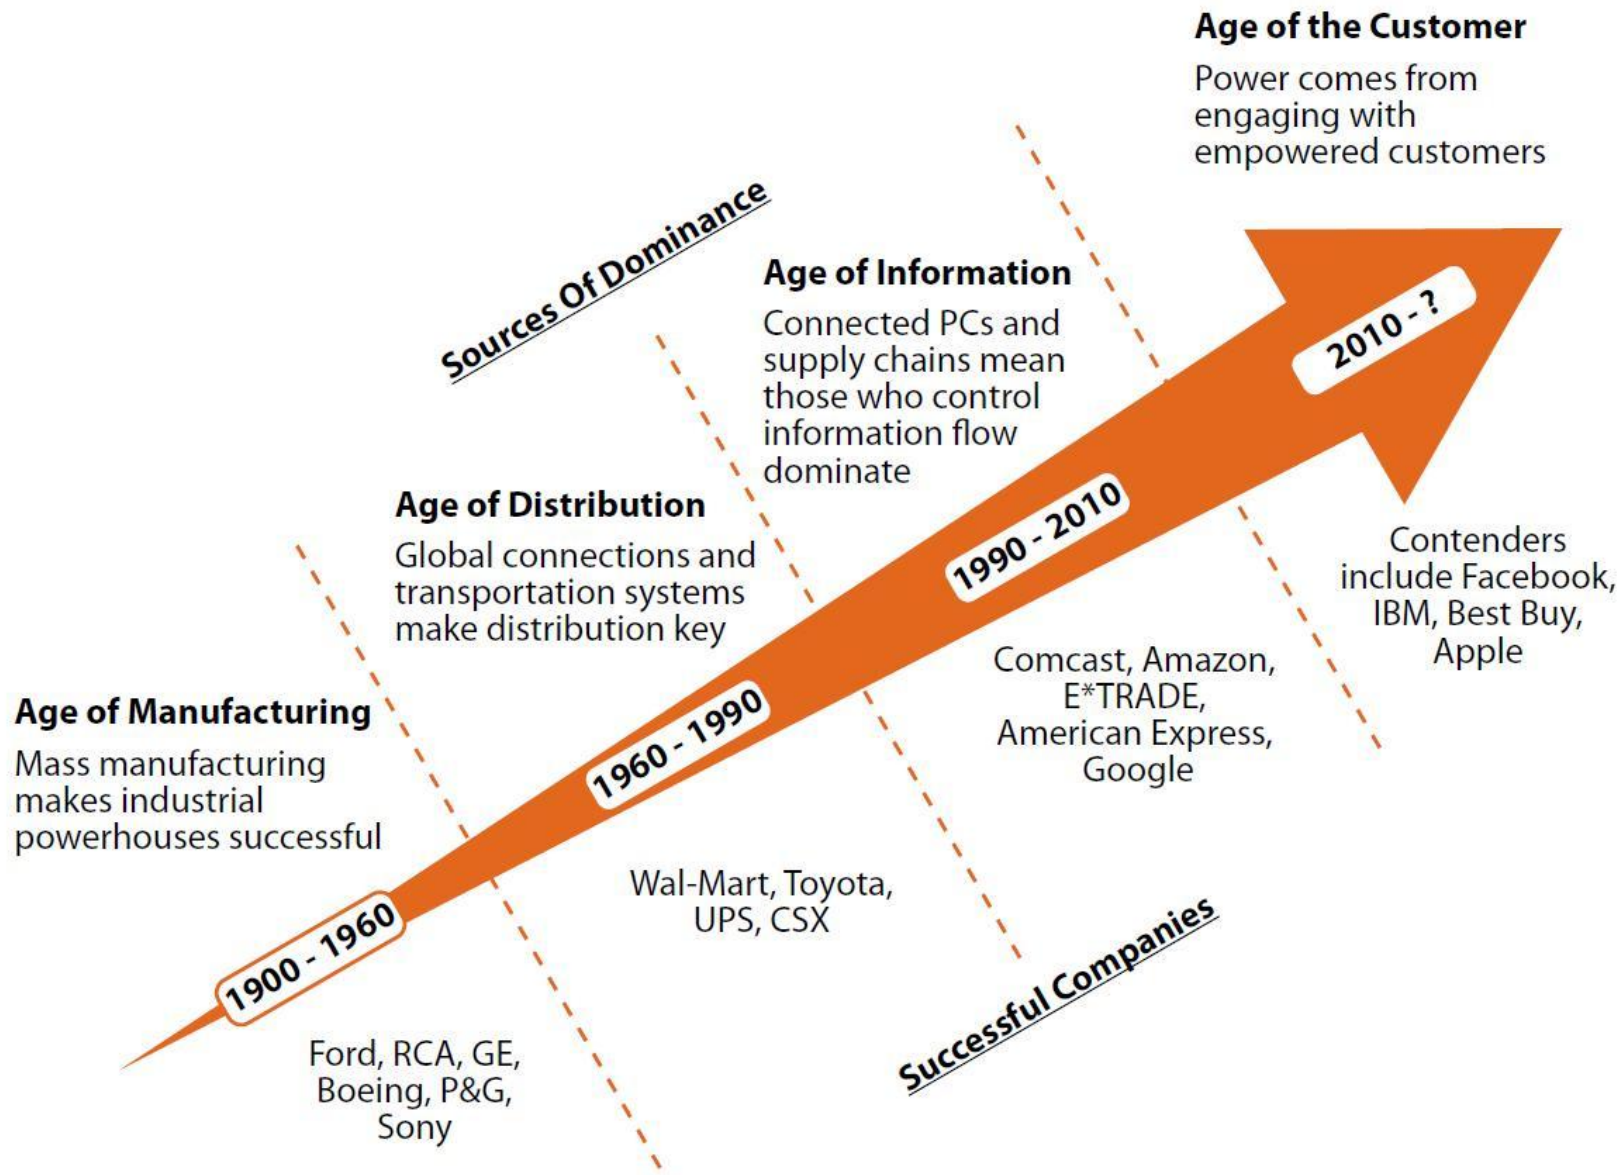 Age of the Customer
Power comes from
engaging with
empowered customers
Sources Of Dominance
Age of Information
Connected PCs and
supply chains mean
those who control
information flow
dominate
2010 - ?
Age of Distribution
Global connections and
transportation systems
make distribution key
1990 - 2010
Contenders
include Facebook,
IBM, Best Buy,
Apple
Age of Manufacturing
Mass manufacturing
makes industrial
powerhouses successful
1960 - 1990
Comcast, Amazon,
E*TRADE,
American Express,
Google
1900 - 1960
Wal-Mart, Toyota,
UPS, CSX
Successful Companies
Ford, RCA, GE,
Boeing, P&G,
Sony